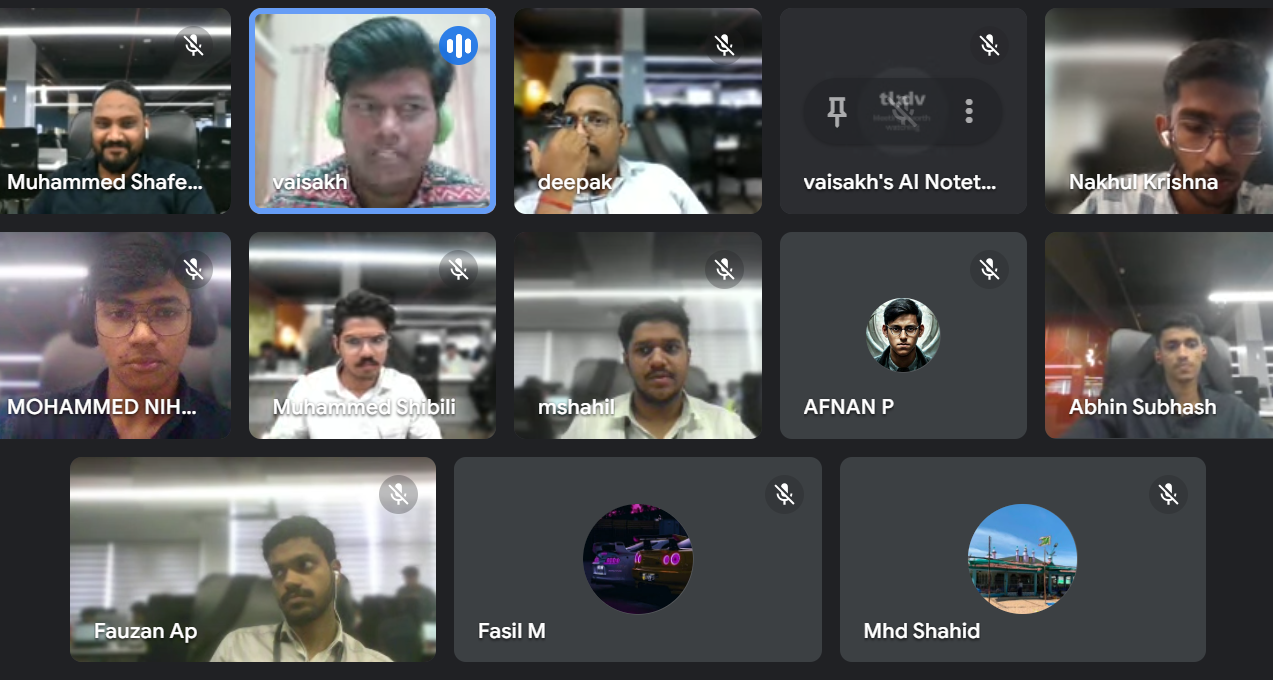 Muhammed Shafe...
vaisakh
deepak
tl;dv
vaisakh's AI Notet...
Nakhul Krishna
MOHAMMED NIH...
Muhammed Shibili
mshahil
AFNAN P
Abhin Subhash
Fauzan Ap
Fasil M
Mhd Shahid